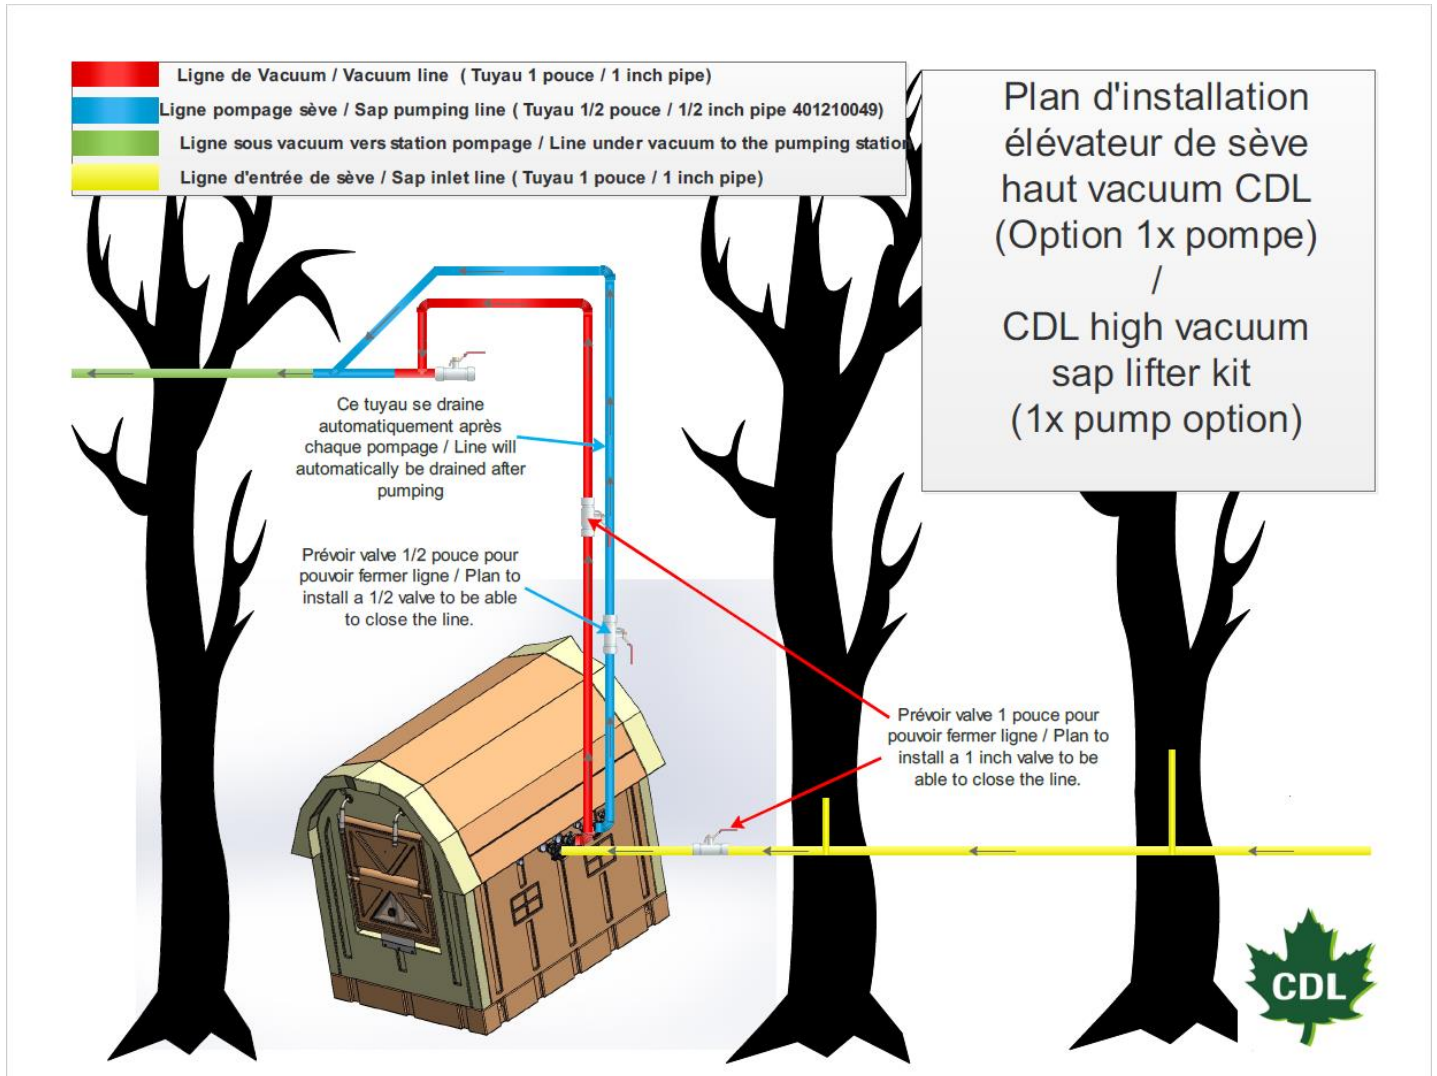 Ligne de Vacuum / Vacuum line ( Tuyau 1 pouce / 1 inch pipe)
Ligne pompage sève / Sap pumping line ( Tuyau 1/2 pouce / 1/2 inch pipe 401210049)
Ligne sous vacuum vers station pompage / Line under vacuum to the pumping station
Ligne d'entrée de sève / Sap inlet line ( Tuyau 1 pouce / 1 inch pipe)
Plan d'installation
élévateur de sève
haut vacuum CDL
(Option 1x pompe)
/
CDL high vacuum
sap lifter kit
(1x pump option)
Ce tuyau se draine
automatiquement après
chaque pompage / Line will
automatically be drained after
pumping
Prévoir valve 1/2 pouce pour
pouvoir fermer ligne / Plan to
install a 1/2 valve to be able
to close the line.
Prévoir valve 1 pouce pour
pouvoir fermer ligne / Plan to
install a 1 inch valve to be
able to close the line.
CDL